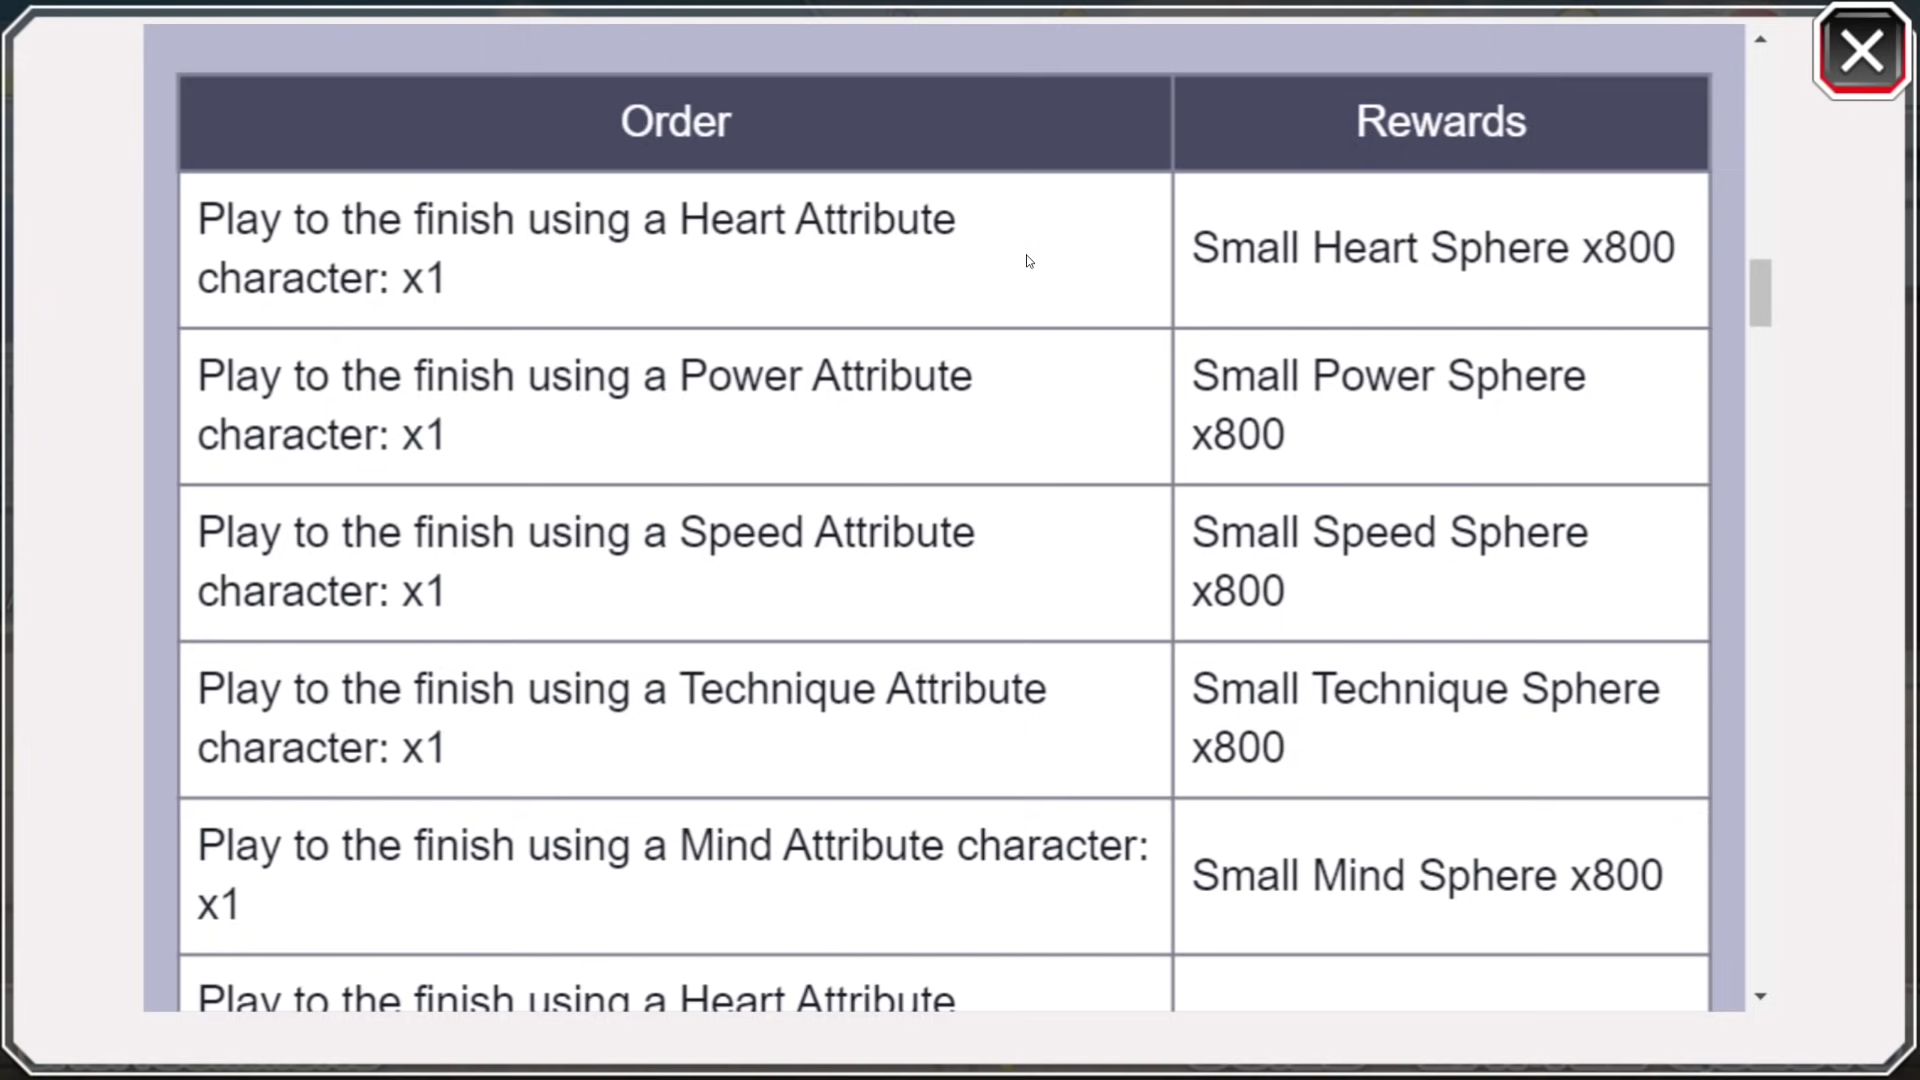 Order
Rewards
Play to the finish using a Heart Attribute
character: x1
Small Heart Sphere x800
Play to the finish using a Power Attribute
character: x1
Small Power Sphere
x800
Play to the finish using a Speed Attribute
character: x1
Small Speed Sphere
x800
Play to the finish using a Technique Attribute
character: x1
Small Technique Sphere
x800
Play to the finish using a Mind Attribute character:
x1
Small Mind Sphere x800
Play to the finish using a Heart Attribute